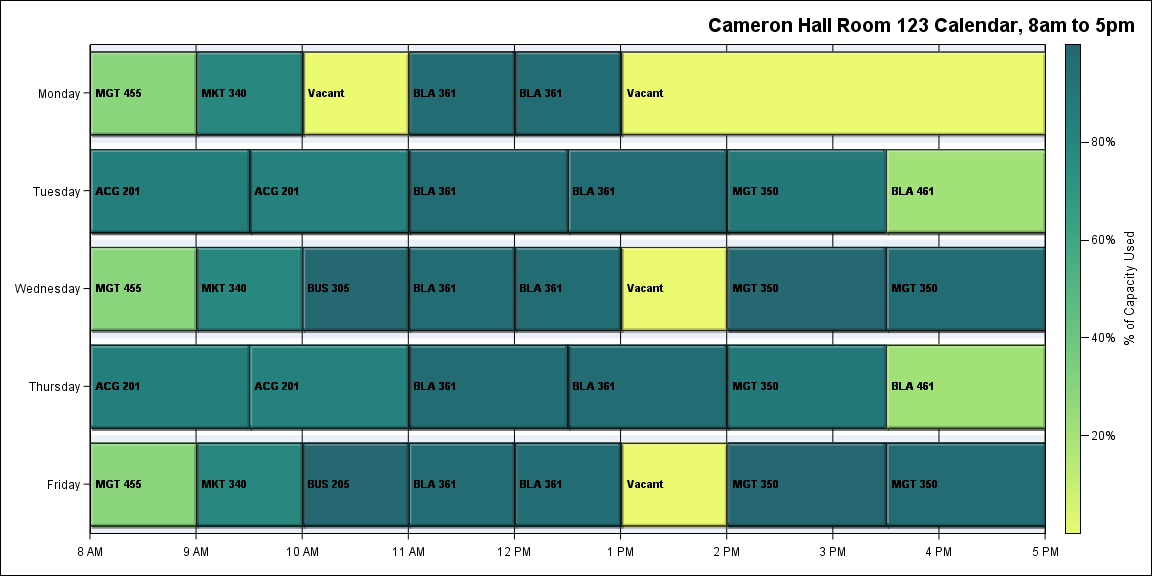 Cameron Hall Room 123 Calendar, 8am to 5pm
Monday
MGT 455
MKT 340
Vacant
BLA 361
BLA 361
Vacant
Tuesday
ACG 201
ACG 201
BLA 361
BLA 361
MGT 350
BLA 461
Wednesday
MGT 455
MKT 340
BUS 305
BLA 361
BLA 361
Vacant
MGT 350
MGT 350
Thursday
ACG 201
ACG 201
BLA 361
BLA 361
MGT 350
BLA 461
Friday
MGT 455
MKT 340
BUS 205
BLA 361
BLA 361
Vacant
MGT 350
MGT 350
8 AM
9 AM
10 AM
11 AM
12 PM
1 PM
2 PM
3 PM
4 PM
5 PM
80%
60%
40%
20%
% of Capacity Used